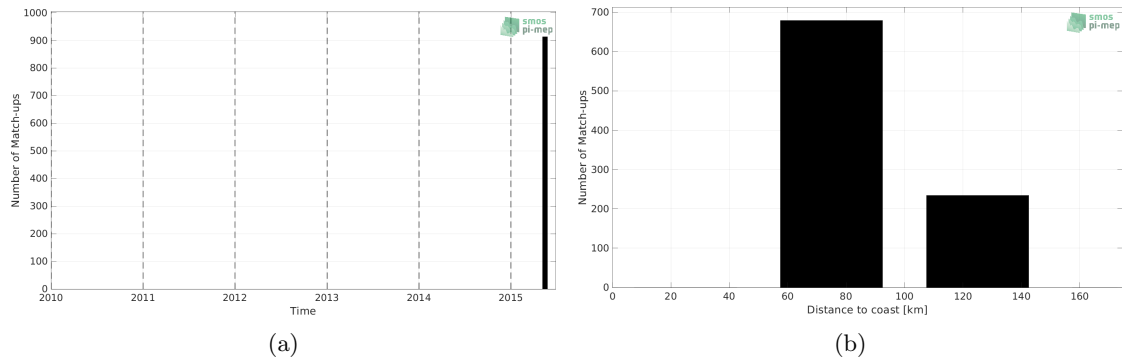 1000
900
800
700
600
500
400
300
200
100
0
Number of Match-ups
2010 2011 2012 2013 2014 2015
Time
smos
pi-mep
(a)
700
600
500
400
300
200
100
0
Number of Match-ups
0 20 40 60 80 100 120 140 160
Distance to coast [km]
smos
pi-mep
(b)